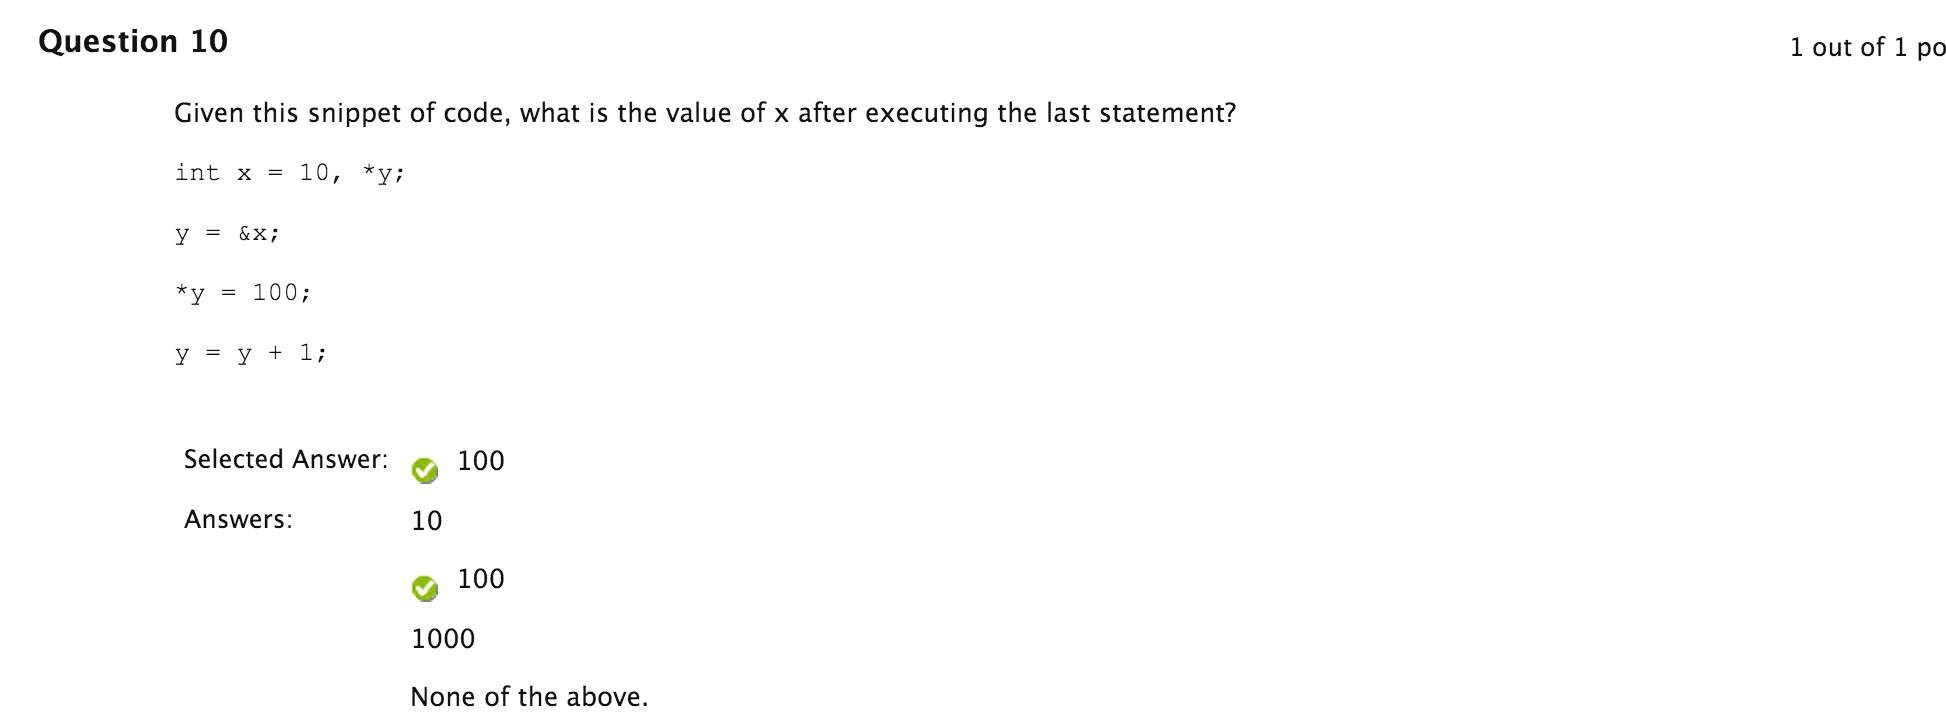 Question 10
1 out of 1 po
Given this snippet of code, what is the value of x after executing the last statement?
int x = 10, *y;
y = &x;
*y = 100;
y = y + 1;
Selected Answer: 100
Answers: 10
100
1000
None of the above.